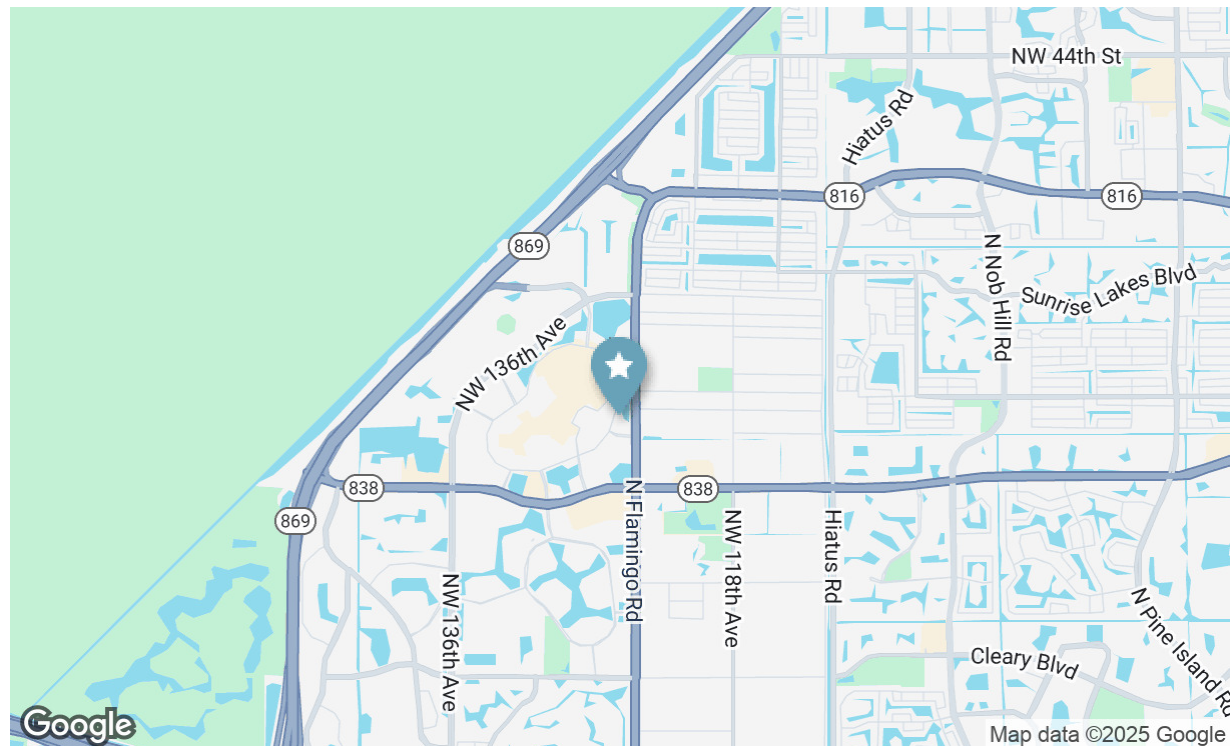 NW 44th St
Hiatus Rd
816
816
869
N Nob Hill Rd
Sunrise Lakes Blvd
NW 136th Ave
838
838
869
N Flamingo Rd
NW 118th Ave
Hiatus Rd
NW 136th Ave
N Pine Island Rd
Cleary Blvd
Google
Map data ©2025 Google